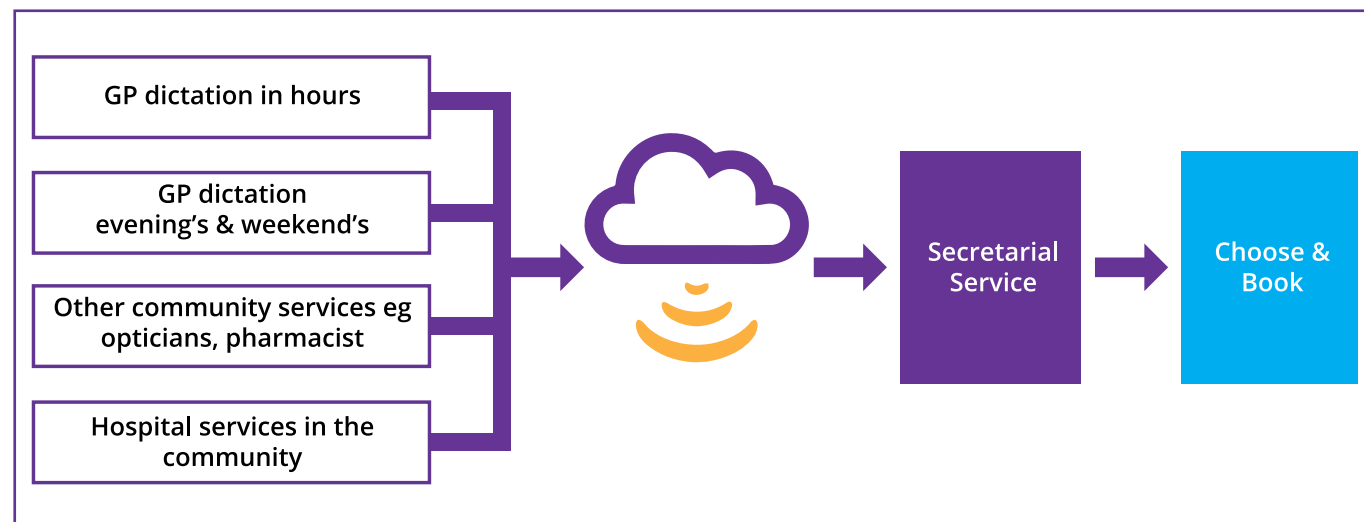 GP dictation in hours
GP dictation
evening’s & weekend’s
Other community services eg
opticians, pharmacist
Hospital services in the
community
Secretarial
Service
Choose &
Book